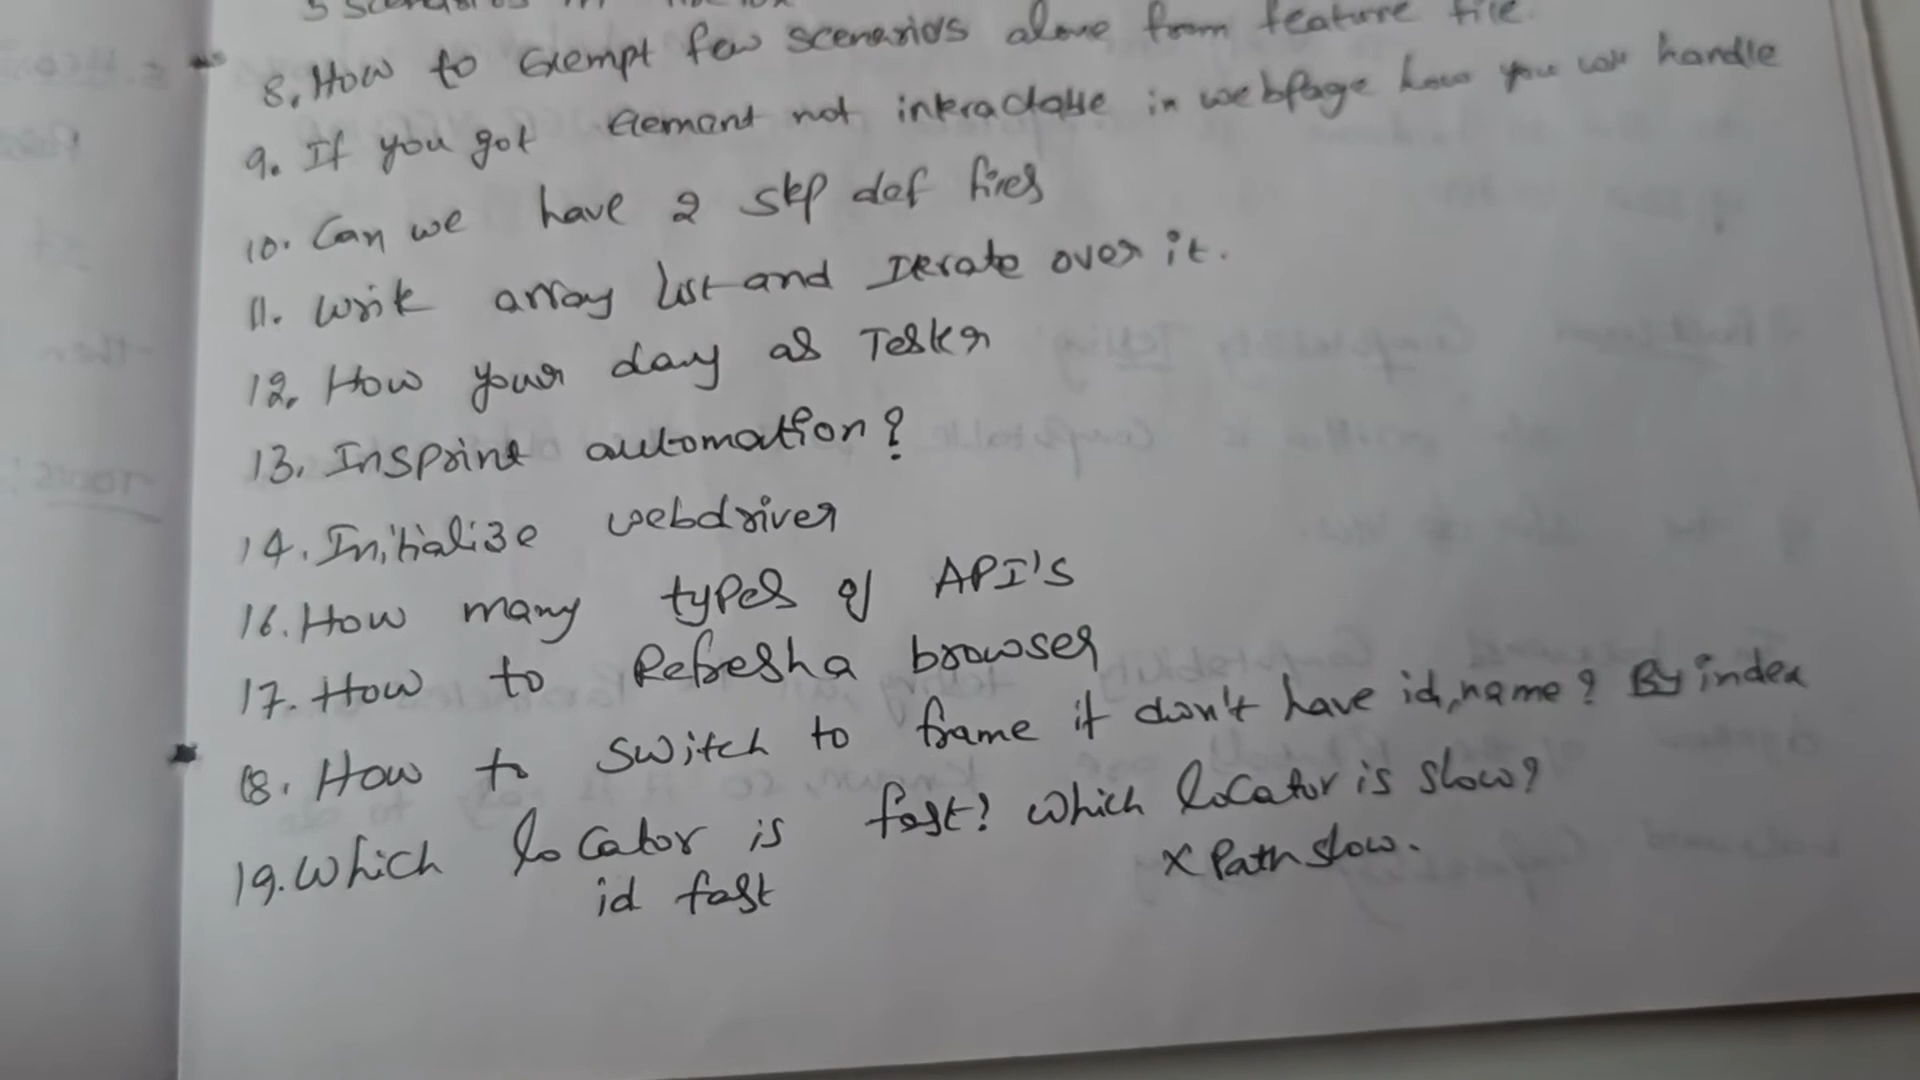 8. How to Exempt few scenarios alone from feature file.
9. If you got Element not interactable in webpage how you will handle
10. Can we have 2 step def files
11. Write array list and Iterate over it.
12. How your day as Tester
13. Insprint automation?
14. Initialize webdriver
16. How many types of API's
17. How to Refresh a browser
18. How to switch to frame if don't have id, name? By index
19. Which locator is fast? Which locator is slow?
id fast XPath slow.